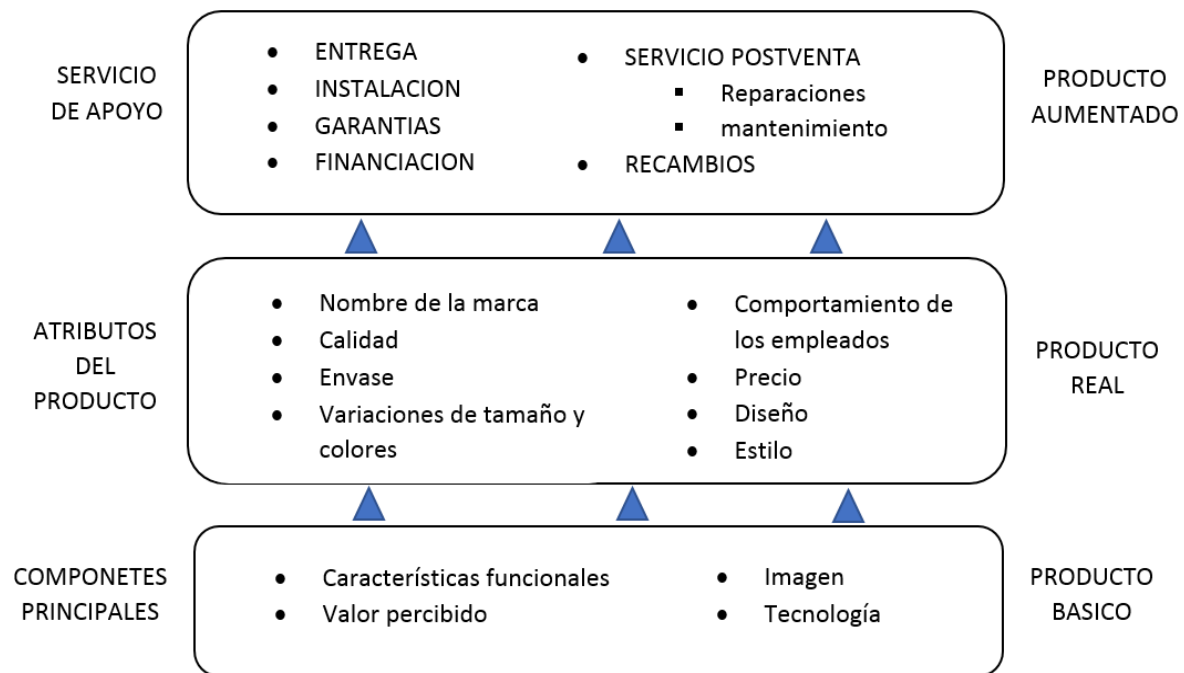 SERVICIO
DE APOYO
ENTREGA
INSTALACION
GARANTIAS
FINANCIACION
SERVICIO POSTVENTA
Reparaciones
mantenimiento
RECAMBIOS
PRODUCTO
AUMENTADO
ATRIBUTOS
DEL
PRODUCTO
Nombre de la marca
Calidad
Envase
Variaciones de tamaño y
colores
Comportamiento de
los empleados
Precio
Diseño
Estilo
PRODUCTO
REAL
COMPONETES
PRINCIPALES
Características funcionales
Valor percibido
Imagen
Tecnología
PRODUCTO
BASICO